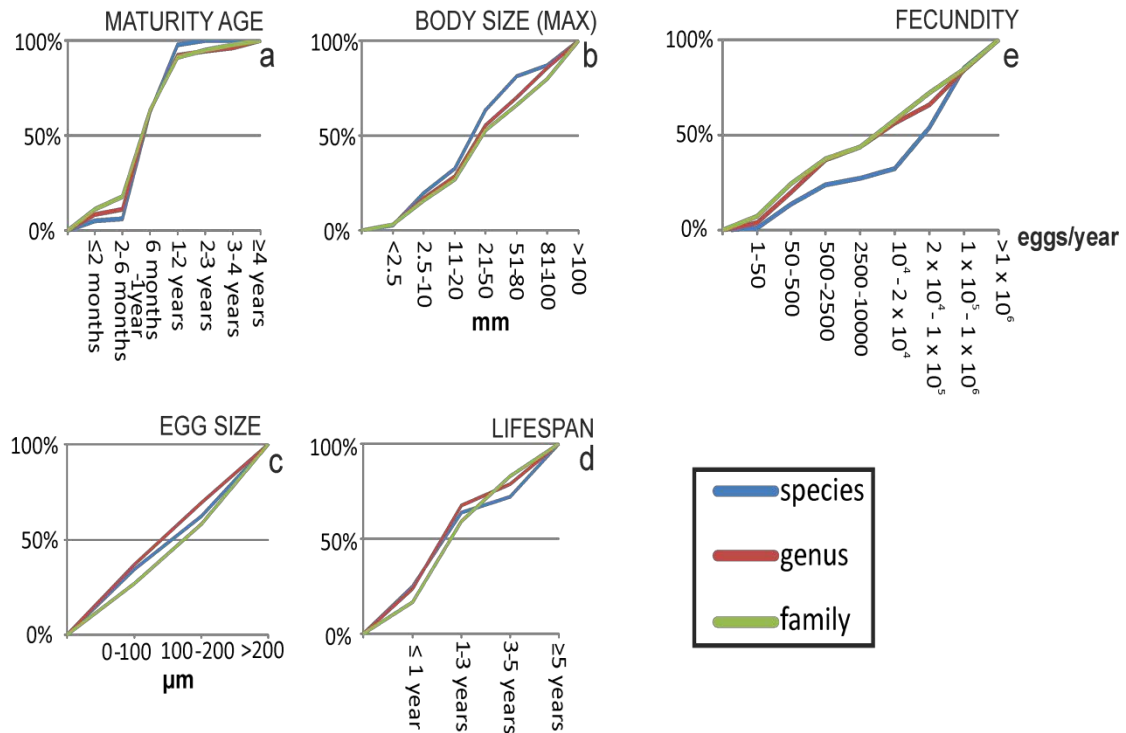 MATURITY AGE
a
100%
50%
0%
≤2 months
2-6 months
6 months
-1year
1-2 years
2-3 years
3-4 years
≥4 years
BODY SIZE (MAX)
b
100%
50%
0%
<2.5
2.5-10
11-20
21-50
51-80
81-100
>100
mm
FECUNDITY
e
100%
50%
0%
1-50
50-500
500-2500
2500-10000
10⁴ - 2 x 10⁴
2 x 10⁴ - 1 x 10⁵
1 x 10⁵ - 1 x 10⁶
>1 x 10⁶
eggs/year
EGG SIZE
c
100%
50%
0%
0-100 100-200 >200
µm
LIFESPAN
d
100%
50%
0%
≤ 1 year
1-3 years
3-5 years
≥5 years
species
genus
family